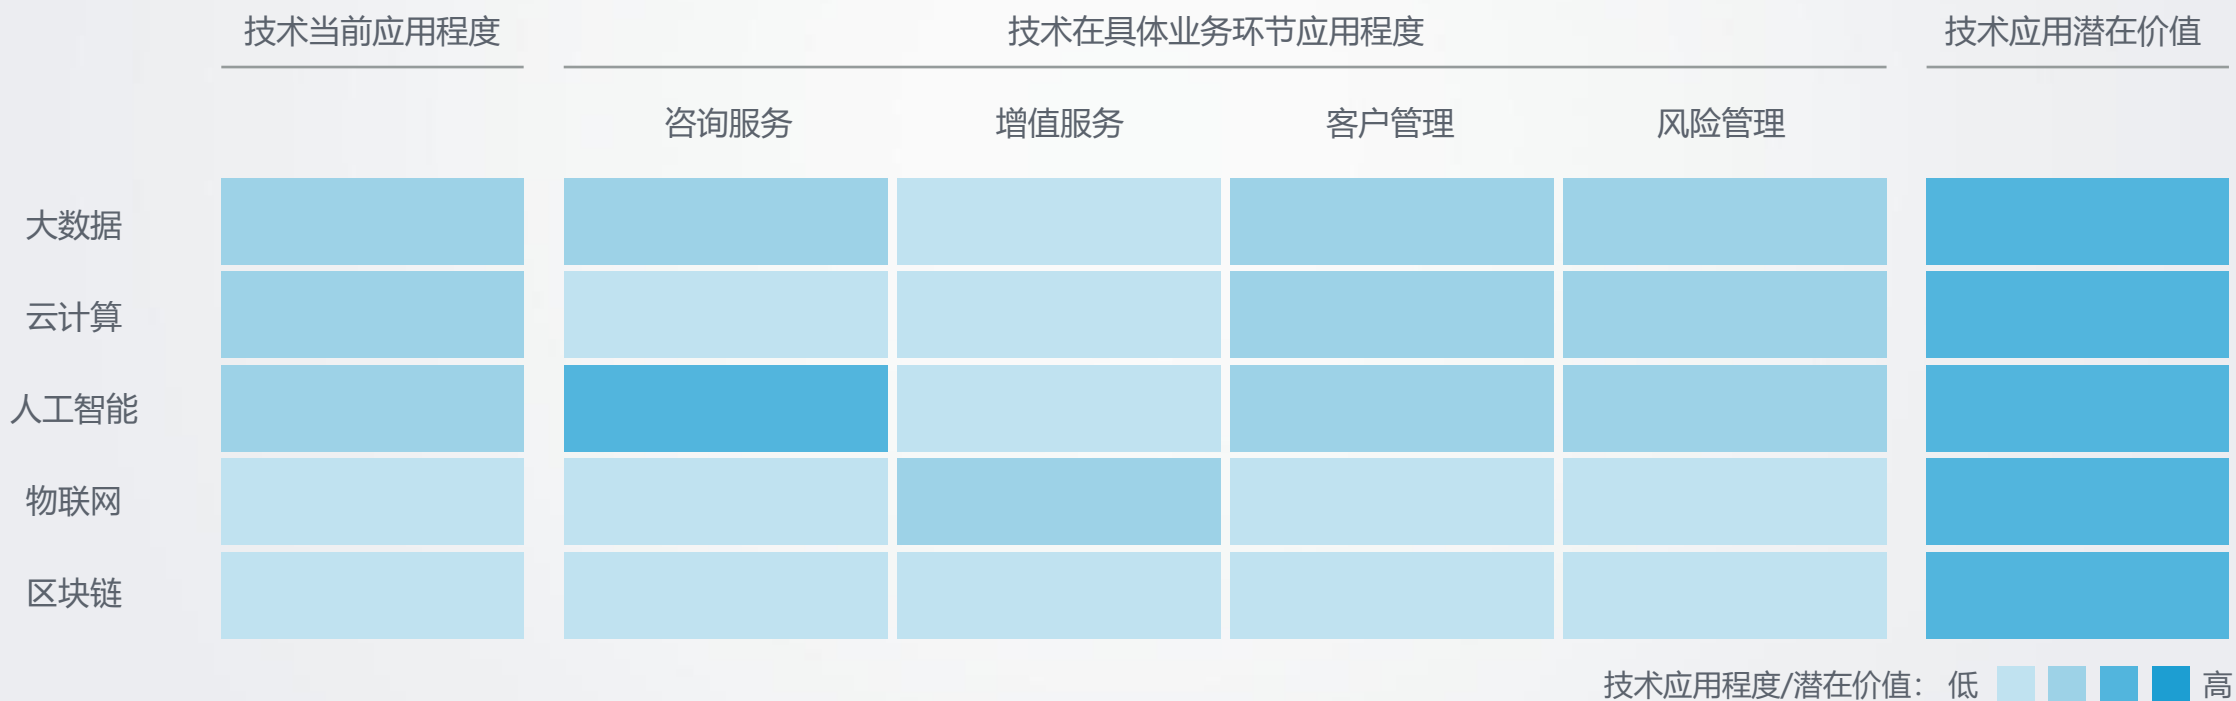 技术当前应用程度 技术在具体业务环节应用程度 技术应用潜在价值
咨询服务 增值服务 客户管理 风险管理
大数据
云计算
人工智能
物联网
区块链
技术应用程度/潜在价值： 低 高